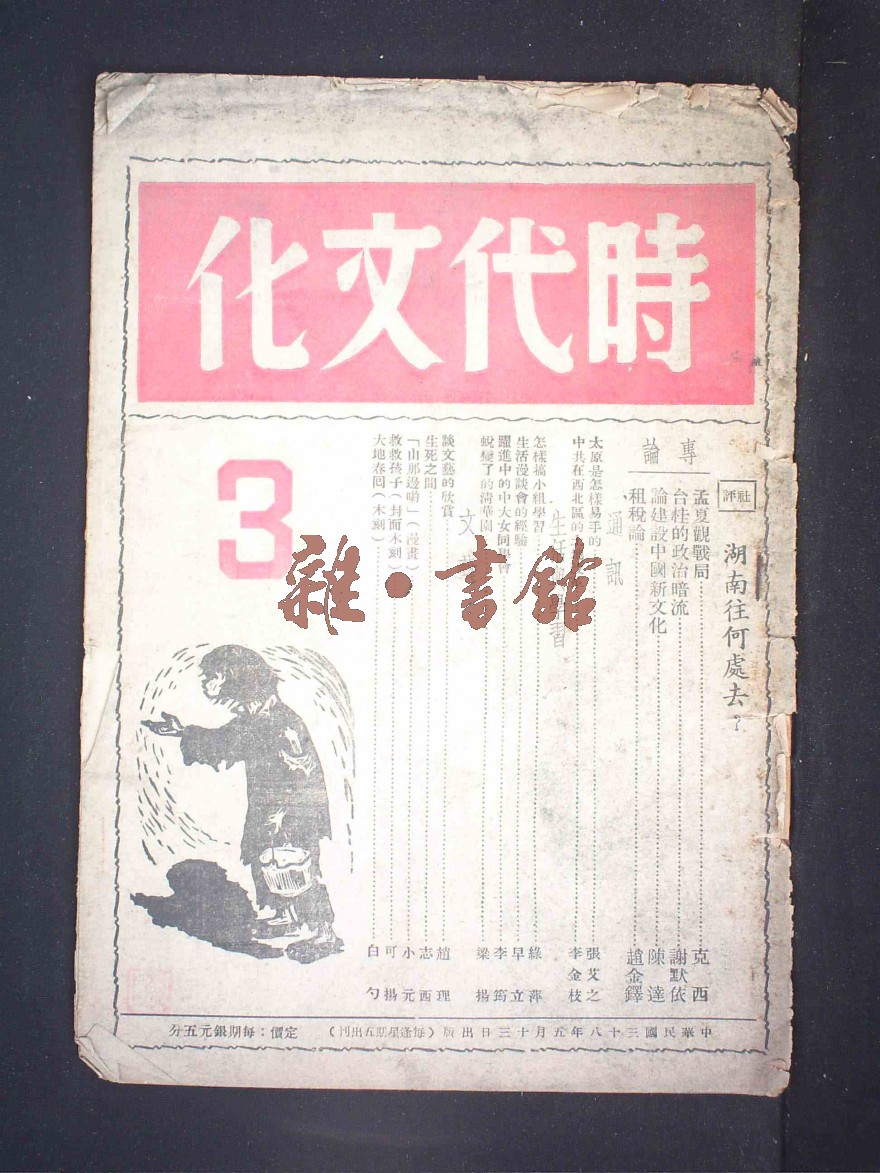 時代文化
3
社評
湖南往何處去？
專論
孟夏觀戰局 克西
台桂的政治暗流 謝默依
論建設中國新文化 陳達
租稅論 趙金鐸
通訊
太原是怎樣易手的 張艾之
中共在西北區的 李金枝
怎樣搞小組學習 綠萍
生活漫談會的經驗 早立
躍進中的中大女同學會 李筠
蛻變了的清華園 梁揚
文
談文藝的欣賞 趙理
生死之間 志西
「山那邊喲」（漫畫） 小元
救救孩子（封面木刻） 可揚
大地春回（木刻） 白勺
中華民國三十八年五月十三日出版（每逢星期五出刊） 定價：每期銀元五分
雜·書館